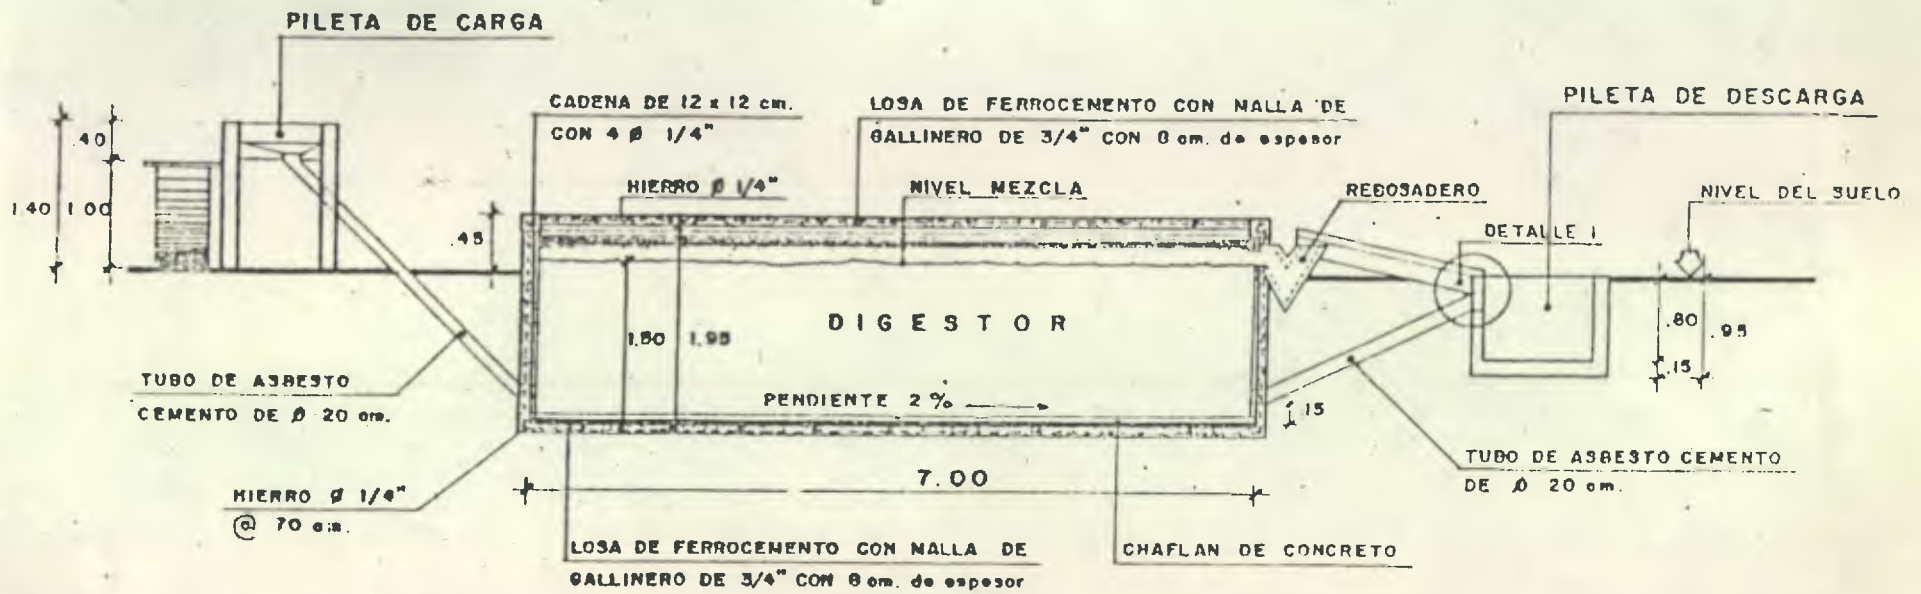 PILETA DE CARGA
CADENA DE 12 x 12 cm.
CON 4 Ø 1/4"
LOSA DE FERROCEMENTO CON MALLA DE
GALLINERO DE 3/4" CON 8 cm. de espesor
PILETA DE DESCARGA
.40
1.40
1.00
HIERRO Ø 1/4"
NIVEL MEZCLA
REBOSADERO
NIVEL DEL SUELO
.45
DETALLE 1
DIGESTOR
1.50
1.95
.80
.95
.15
TUBO DE ASBESTO
CEMENTO DE Ø 20 cm.
PENDIENTE 2%
.15
7.00
TUBO DE ASBESTO CEMENTO
DE Ø 20 cm.
HIERRO Ø 1/4"
@ 70 cm.
LOSA DE FERROCEMENTO CON MALLA DE
GALLINERO DE 3/4" CON 8 cm. de espesor
CHAFLAN DE CONCRETO